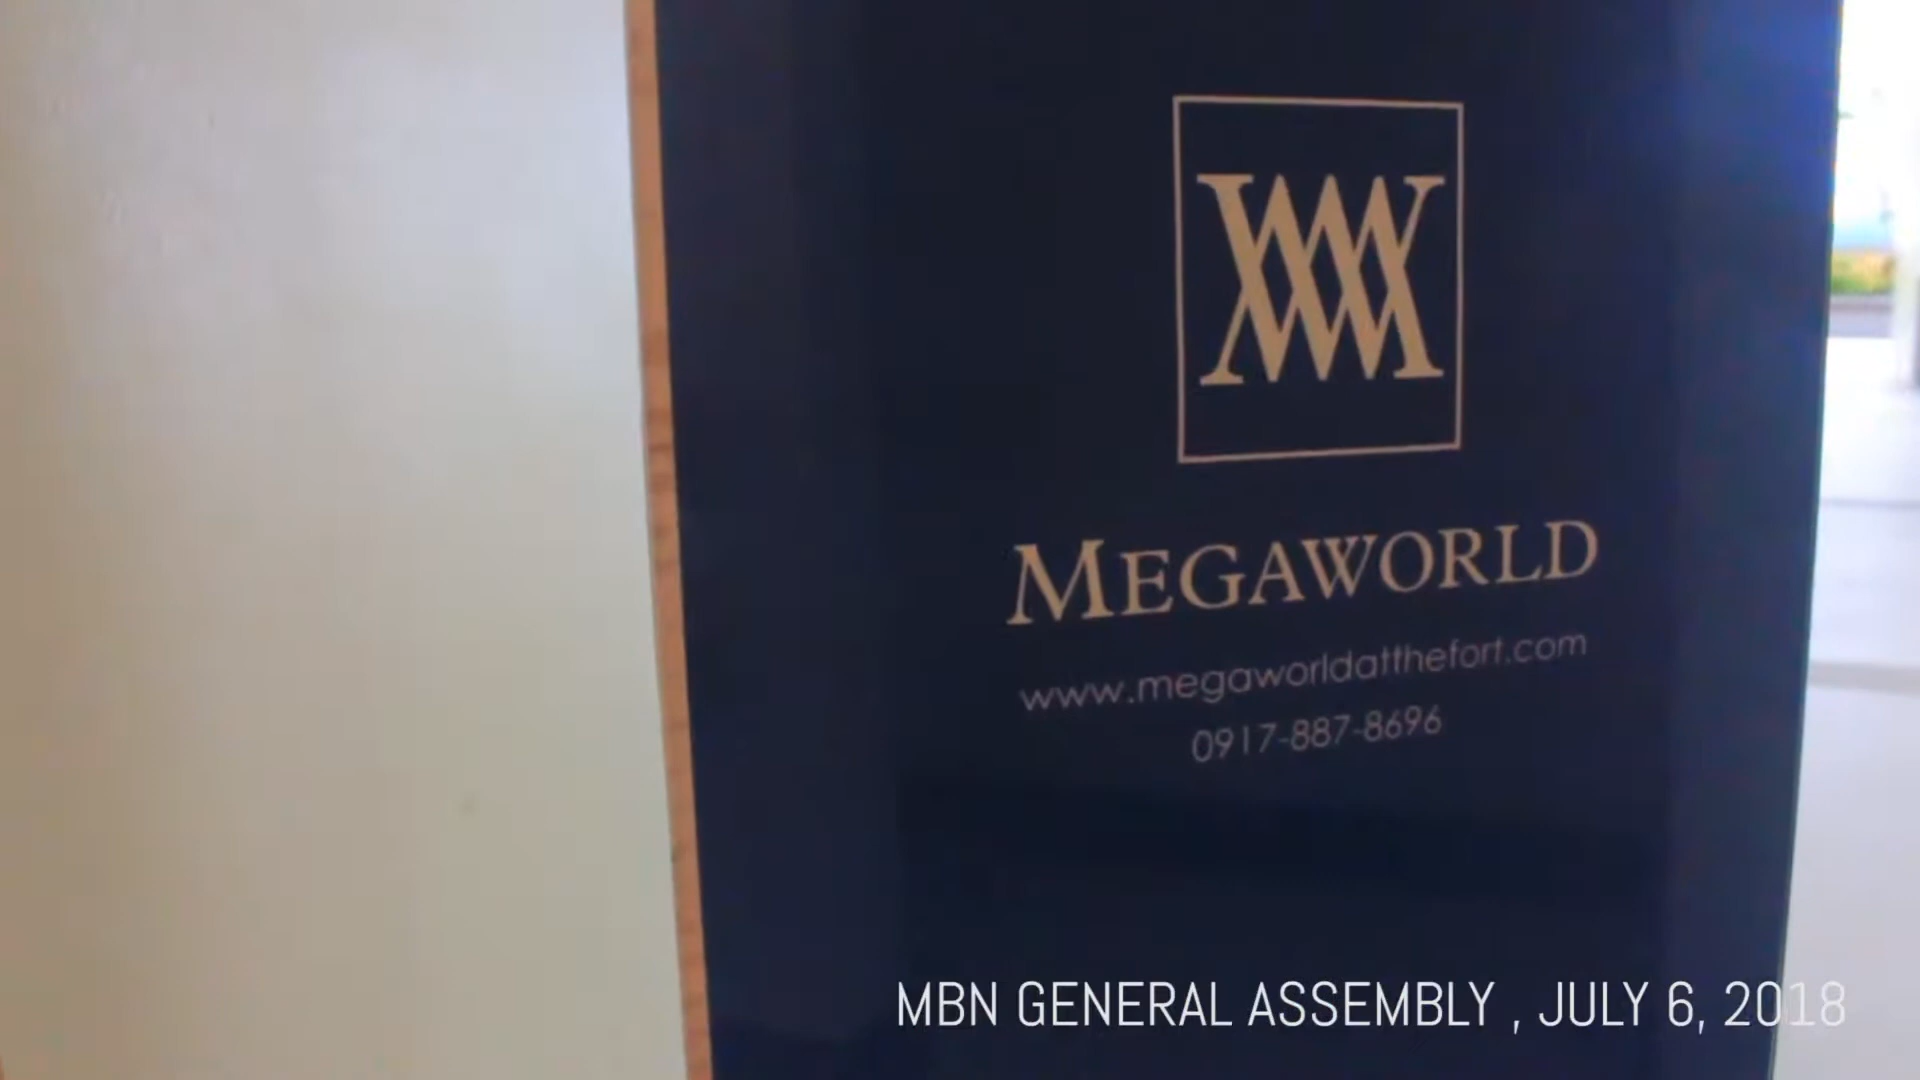 MEGAWORLD
www.megaworldatthefort.com
0917-887-8696
MBN GENERAL ASSEMBLY , JULY 6, 2018